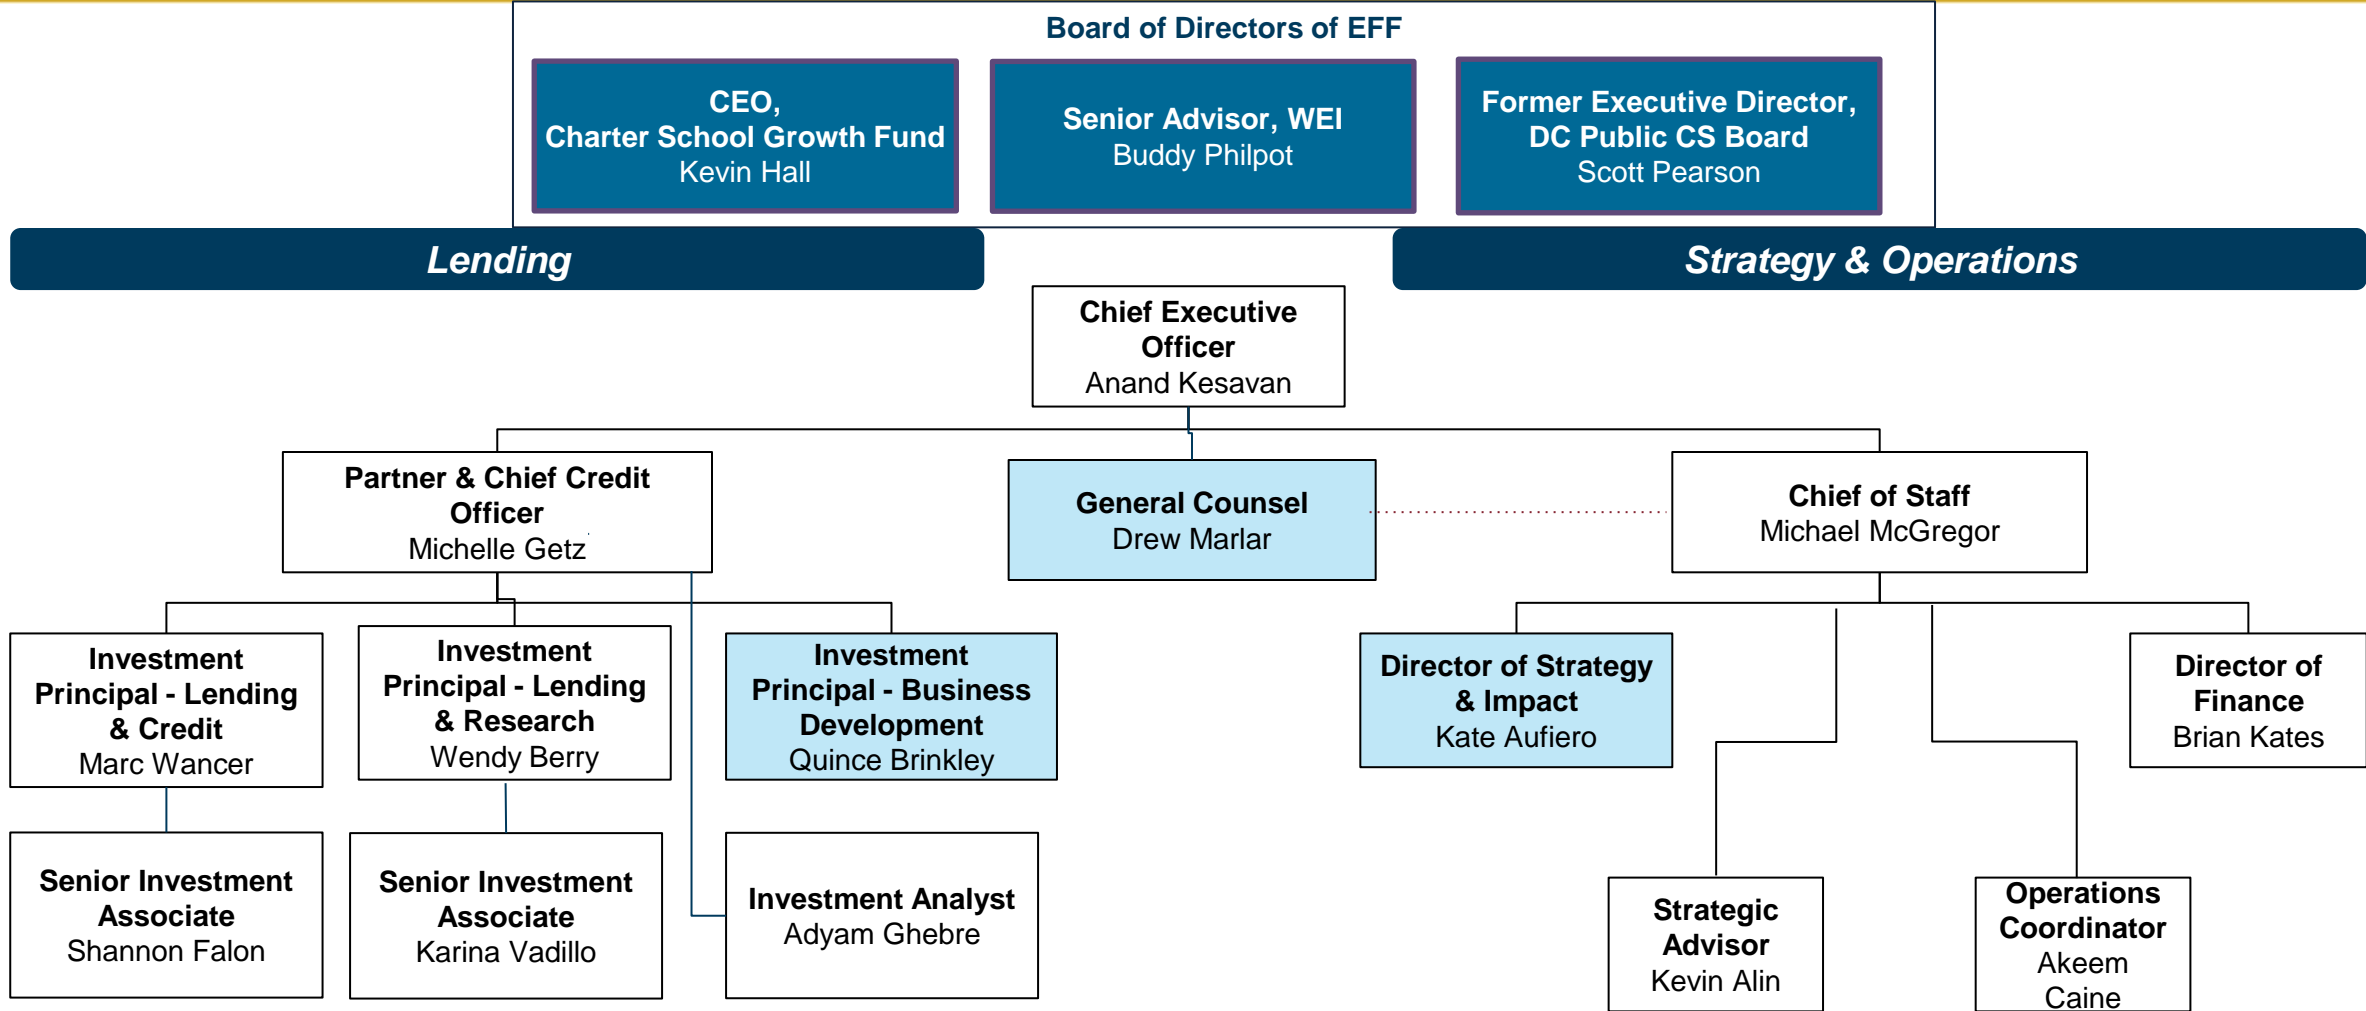 Board of Directors of EFF
CEO,
Charter School Growth Fund
Kevin Hall
Senior Advisor, WEI
Buddy Philpot
Former Executive Director,
DC Public CS Board
Scott Pearson
Lending
Strategy & Operations
Chief Executive
Officer
Anand Kesavan
Partner & Chief Credit
Officer
Michelle Getz
General Counsel
Drew Marlar
Chief of Staff
Michael McGregor
Investment
Principal - Lending
& Credit
Marc Wancer
Investment
Principal - Lending
& Research
Wendy Berry
Investment
Principal - Business
Development
Quince Brinkley
Director of Strategy
& Impact
Kate Aufiero
Director of
Finance
Brian Kates
Senior Investment
Associate
Shannon Falon
Senior Investment
Associate
Karina Vadillo
Investment Analyst
Adyam Ghebre
Strategic
Advisor
Kevin Alin
Operations
Coordinator
Akeem
Caine